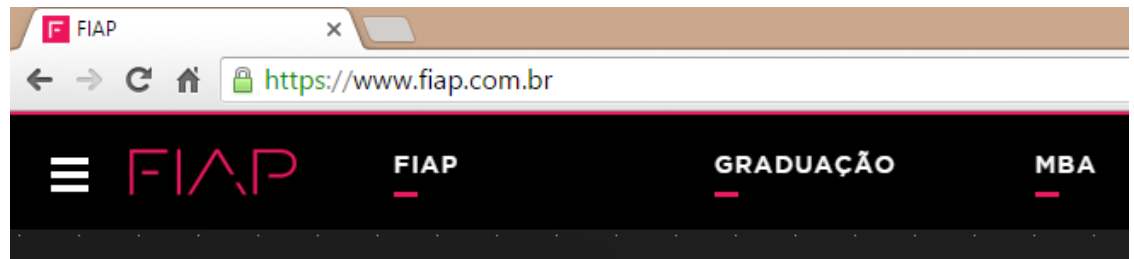 FIAP
https://www.fiap.com.br
FIAP FIAP GRADUAÇÃO MBA